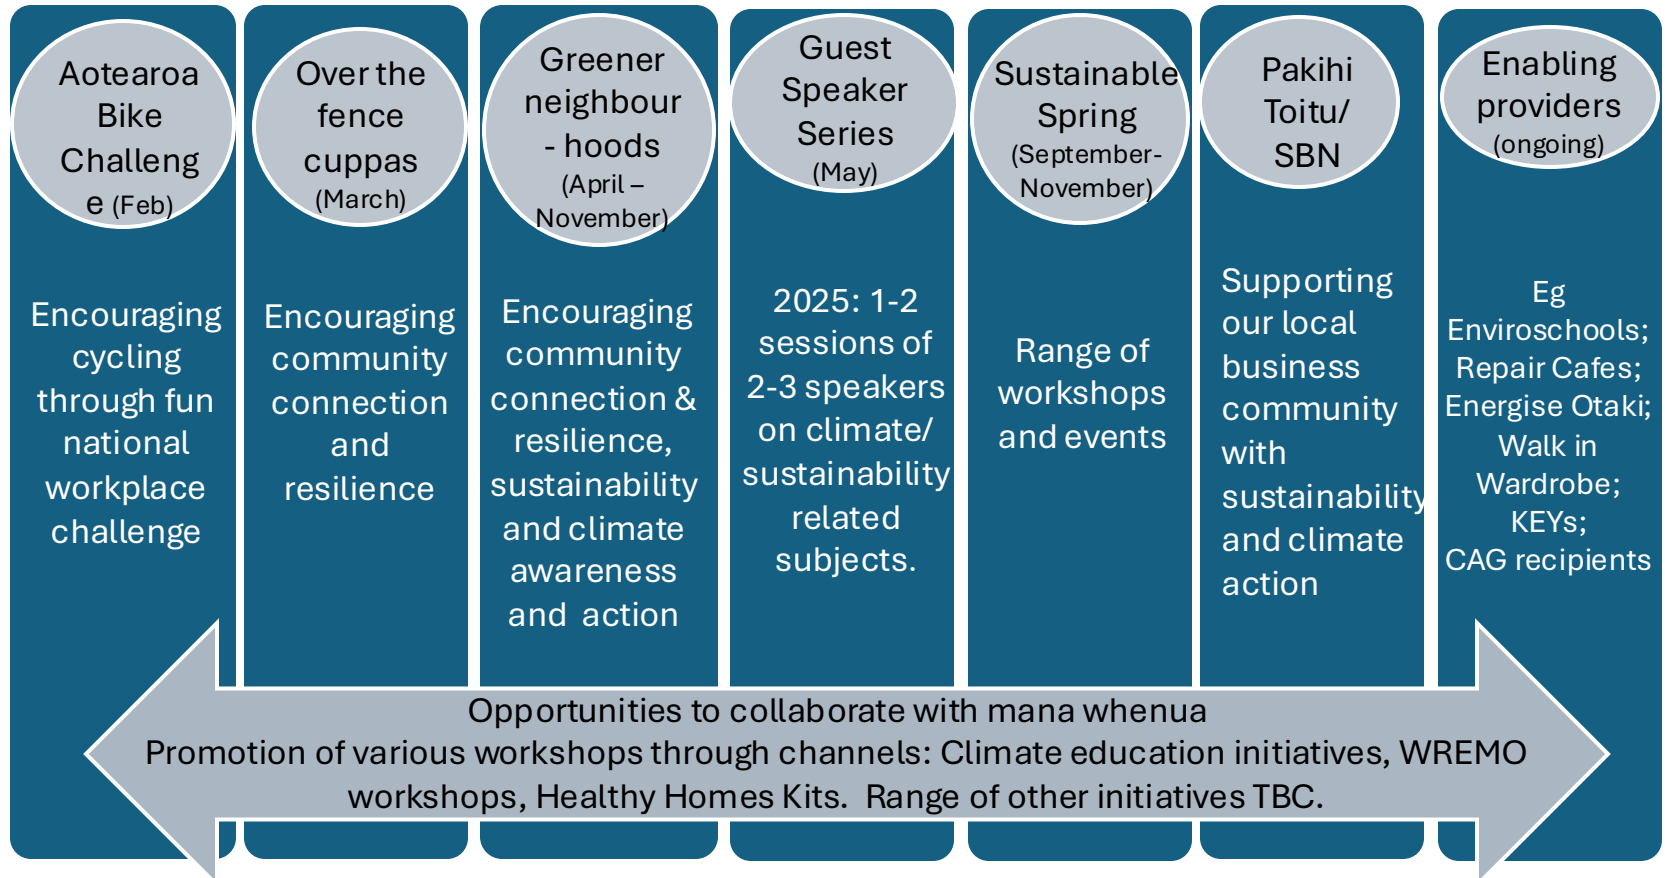 Aotearoa
Bike
Challeng
e (Feb)
Encouraging
cycling
through fun
national
workplace
challenge
Over the
fence
cuppas
(March)
Encouraging
community
connection
and
resilience
Greener
neighbour
- hoods
(April –
November)
Encouraging
community
connection &
resilience,
sustainability
and climate
awareness
and  action
Guest
Speaker
Series
(May)
2025: 1-2
sessions of
2-3 speakers
on climate/
sustainability
related
subjects.
Sustainable
Spring
(September-
November)
Range of
workshops
and events
Pakihi
Toitu/
SBN
Supporting
our local
business
community
with
sustainability
and climate
action
Enabling
providers
(ongoing)
Eg
Enviroschools;
Repair Cafes;
Energise Otaki;
Walk in
Wardrobe;
KEYs;
CAG recipients
Opportunities to collaborate with mana whenua
Promotion of various workshops through channels: Climate education initiatives, WREMO
workshops, Healthy Homes Kits.  Range of other initiatives TBC.